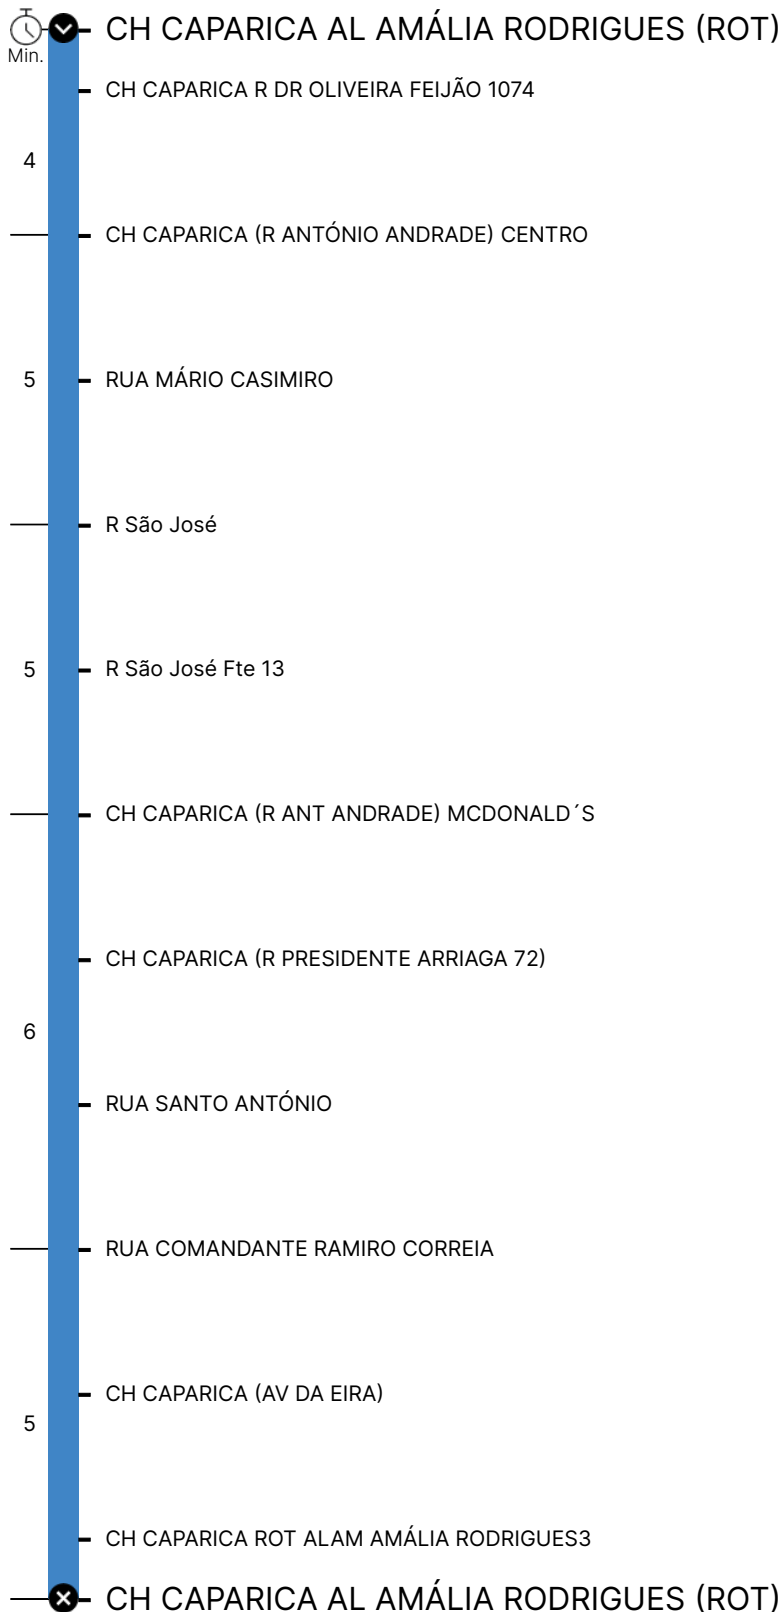 CH CAPARICA AL AMÁLIA RODRIGUES (ROT)
Min.
CH CAPARICA R DR OLIVEIRA FEIJÃO 1074
4
CH CAPARICA (R ANTÓNIO ANDRADE) CENTRO
5
RUA MÁRIO CASIMIRO
R São José
5
R São José Fte 13
CH CAPARICA (R ANT ANDRADE) MCDONALD´S
CH CAPARICA (R PRESIDENTE ARRIAGA 72)
6
RUA SANTO ANTÓNIO
RUA COMANDANTE RAMIRO CORREIA
CH CAPARICA (AV DA EIRA)
5
CH CAPARICA ROT ALAM AMÁLIA RODRIGUES3
CH CAPARICA AL AMÁLIA RODRIGUES (ROT)